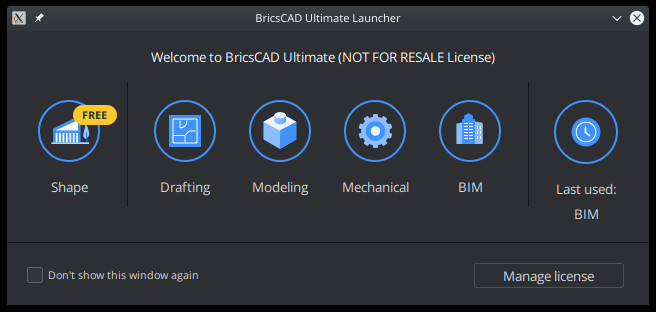 BricsCAD Ultimate Launcher
Welcome to BricsCAD Ultimate (NOT FOR RESALE License)
FREE
Shape
Drafting
Modeling
Mechanical
BIM
Last used:
BIM
Don't show this window again
Manage license